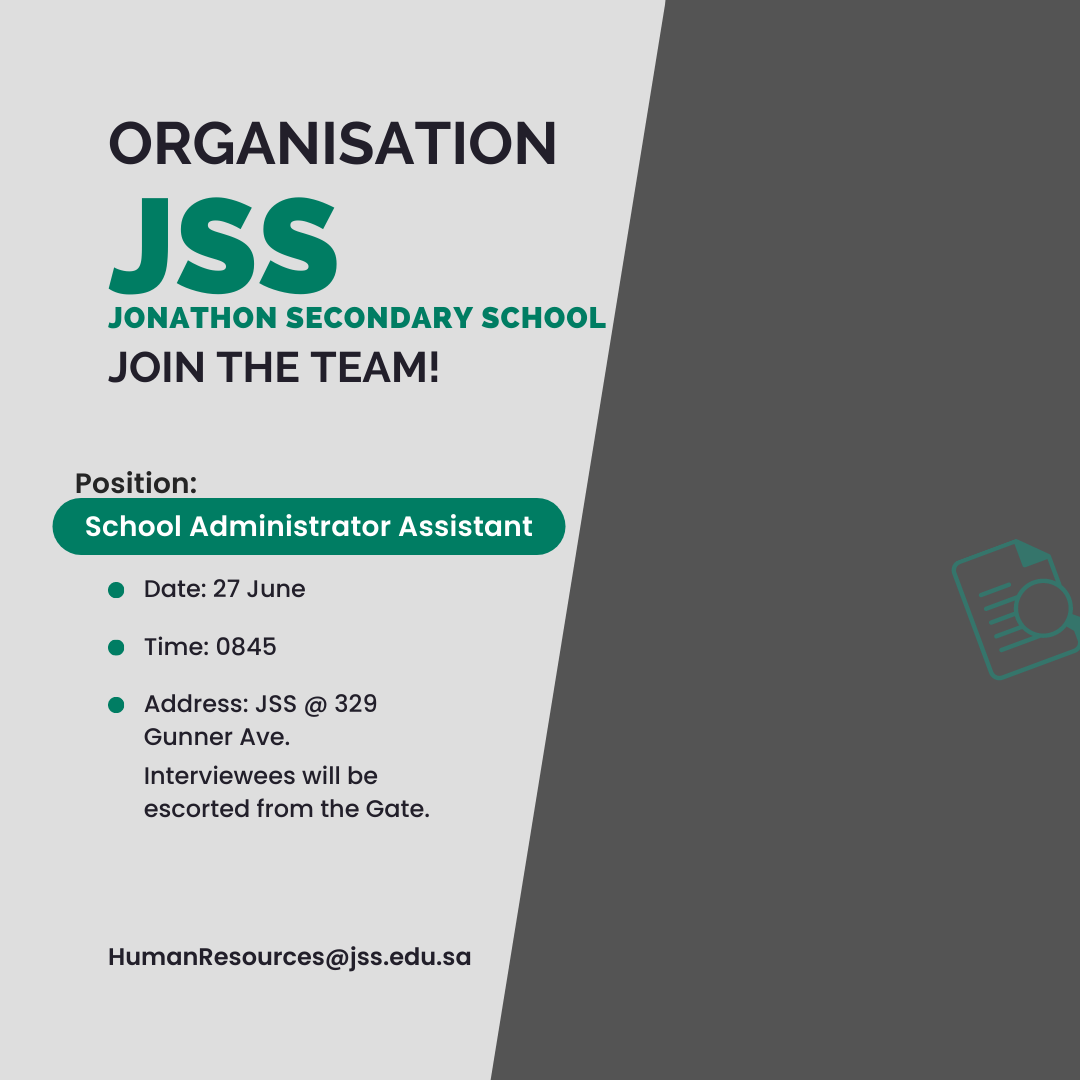 ORGANISATION
JSS
JONATHON SECONDARY SCHOOL
JOIN THE TEAM!
Position:
School Administrator Assistant
Date: 27 June
Time: 0845
Address: JSS @ 329
Gunner Ave.
Interviewees will be
escorted from the Gate.
HumanResources@jss.edu.sa